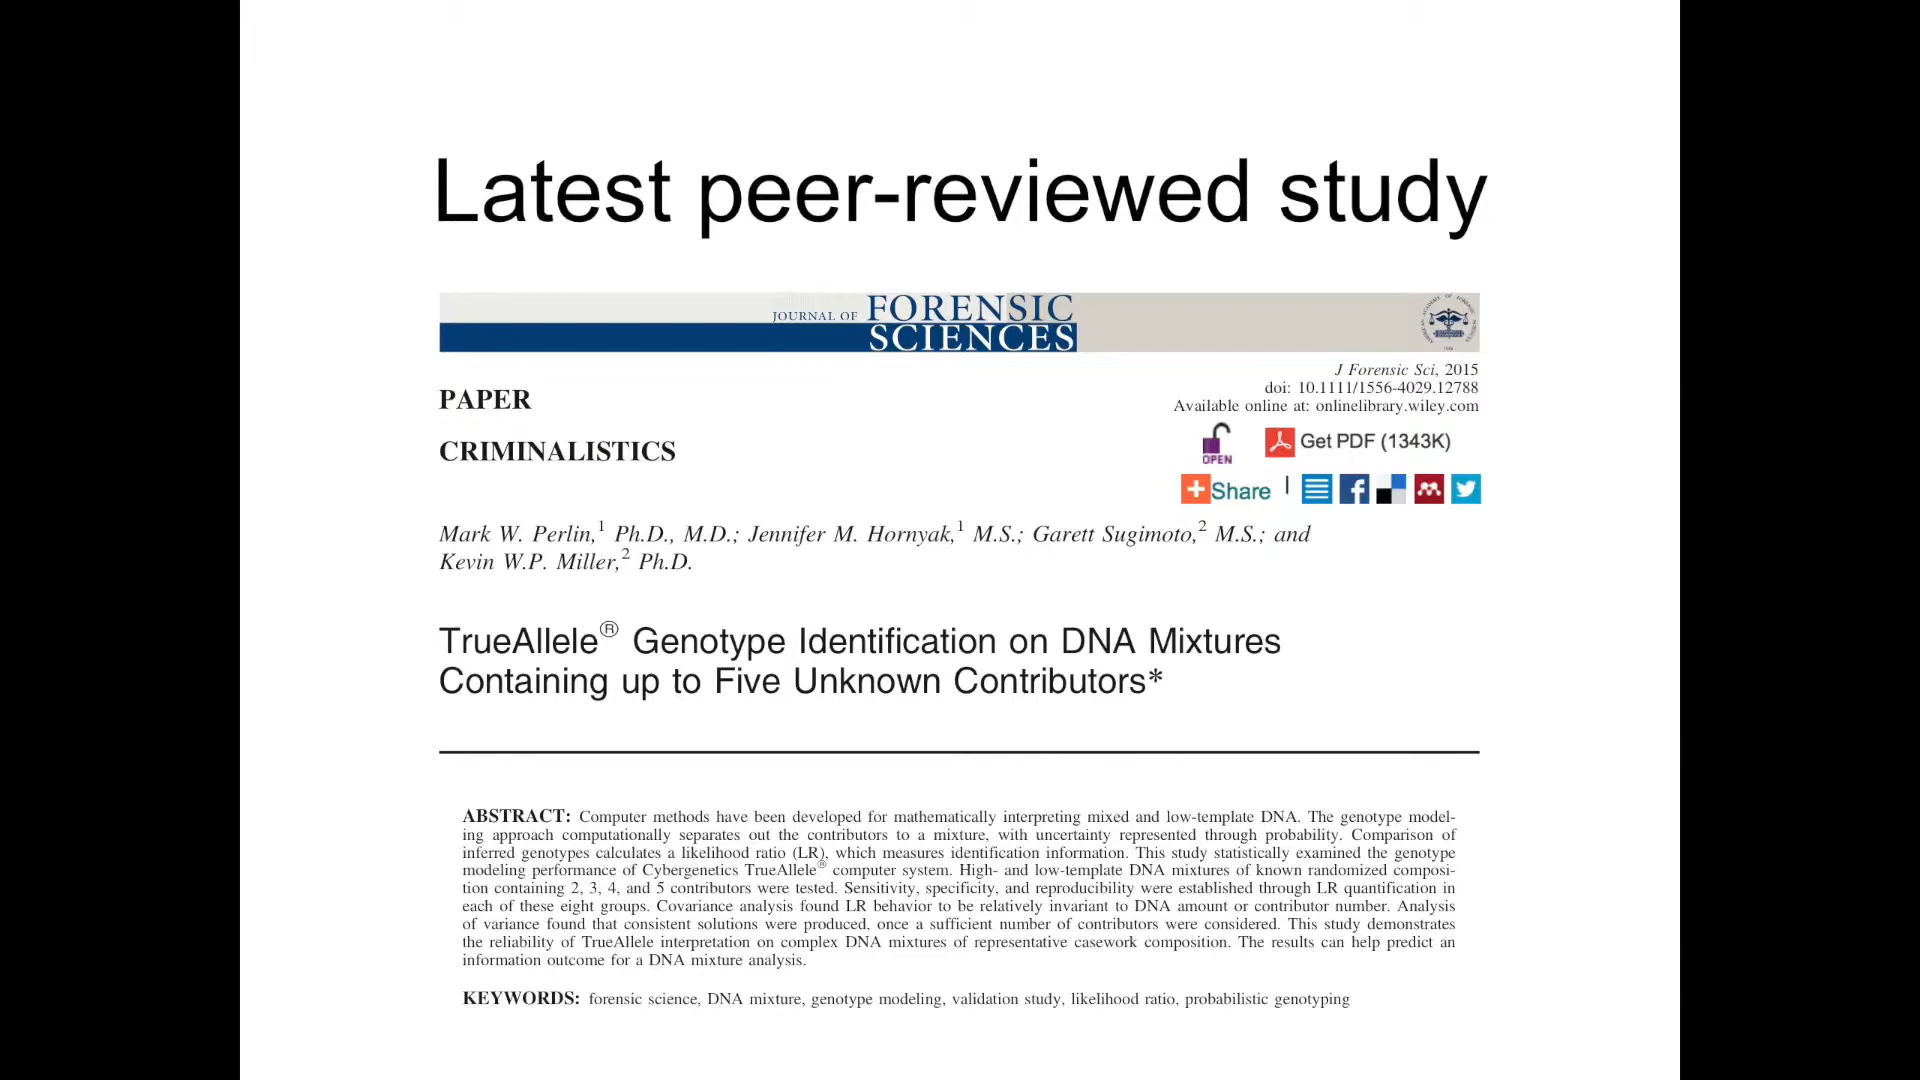 Latest peer-reviewed study
JOURNAL OF FORENSIC
SCIENCES
J Forensic Sci, 2015
doi: 10.1111/1556-4029.12788
Available online at: onlinelibrary.wiley.com
PAPER
CRIMINALISTICS
OPEN
Get PDF (1343K)
Share
Mark W. Perlin,1 Ph.D., M.D.; Jennifer M. Hornyak,1 M.S.; Garett Sugimoto,2 M.S.; and
Kevin W.P. Miller,2 Ph.D.
TrueAllele® Genotype Identification on DNA Mixtures
Containing up to Five Unknown Contributors*
ABSTRACT: Computer methods have been developed for mathematically interpreting mixed and low-template DNA. The genotype model-
ing approach computationally separates out the contributors to a mixture, with uncertainty represented through probability. Comparison of
inferred genotypes calculates a likelihood ratio (LR), which measures identification information. This study statistically examined the genotype
modeling performance of Cybergenetics TrueAllele® computer system. High- and low-template DNA mixtures of known randomized composi-
tion containing 2, 3, 4, and 5 contributors were tested. Sensitivity, specificity, and reproducibility were established through LR quantification in
each of these eight groups. Covariance analysis found LR behavior to be relatively invariant to DNA amount or contributor number. Analysis
of variance found that consistent solutions were produced, once a sufficient number of contributors were considered. This study demonstrates
the reliability of TrueAllele interpretation on complex DNA mixtures of representative casework composition. The results can help predict an
information outcome for a DNA mixture analysis.
KEYWORDS: forensic science, DNA mixture, genotype modeling, validation study, likelihood ratio, probabilistic genotyping